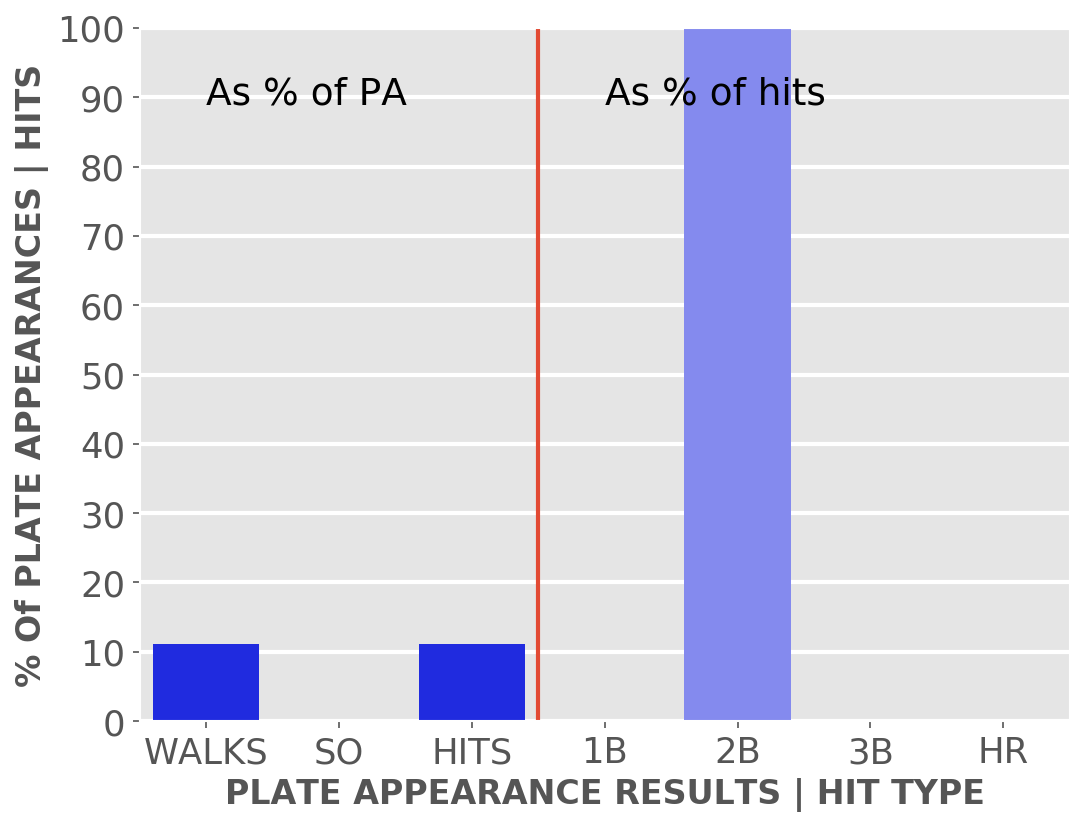 % Of PLATE APPEARANCES | HITS
100
90
80
70
60
50
40
30
20
10
0
As % of PA
As % of hits
WALKS SO HITS 1B 2B 3B HR
PLATE APPEARANCE RESULTS | HIT TYPE